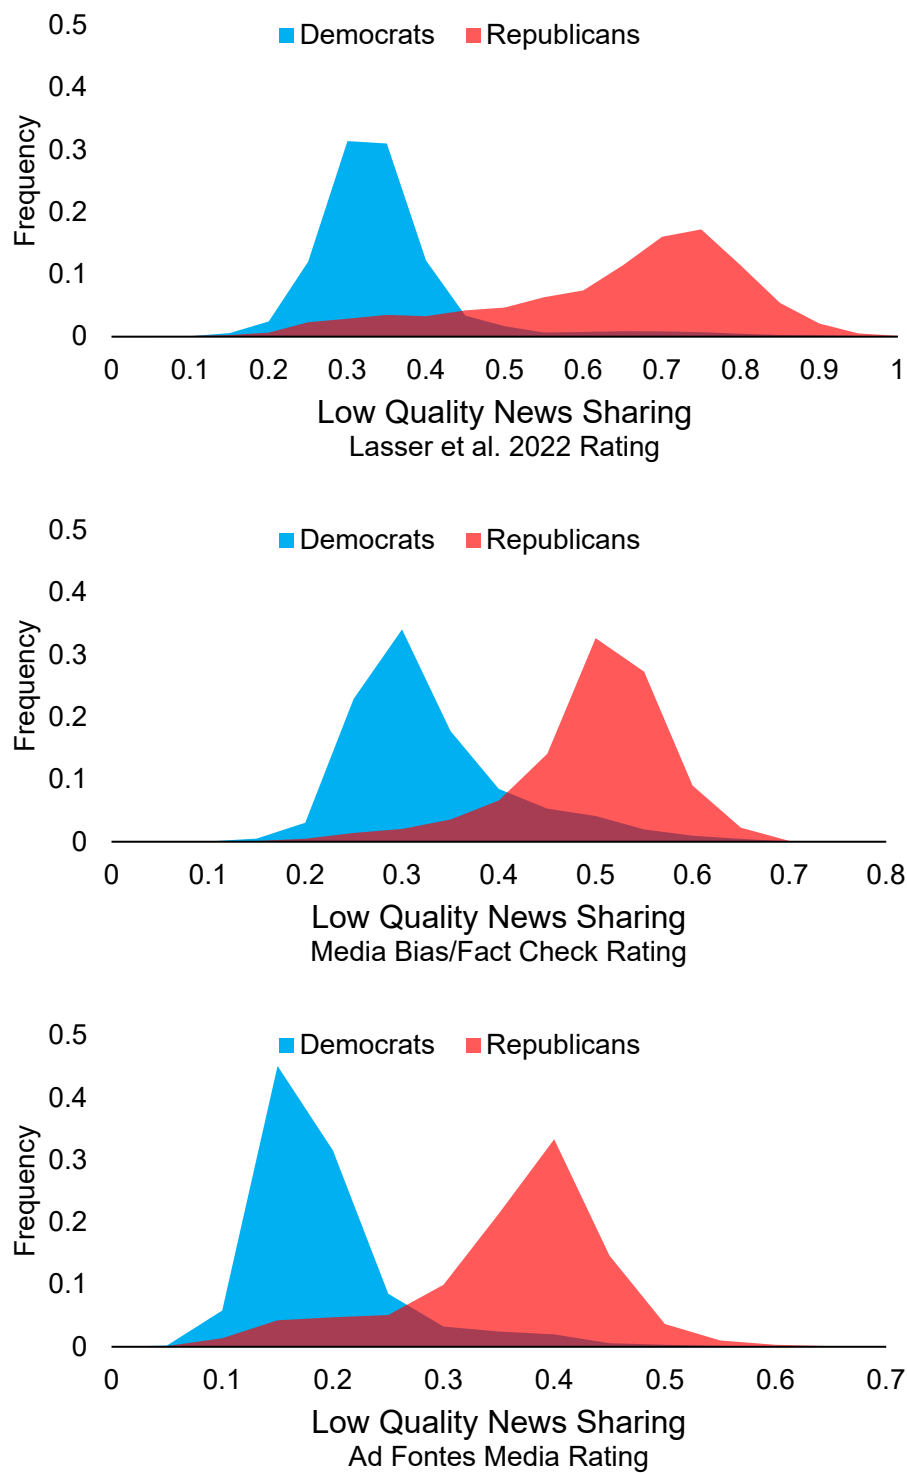 0.5
Democrats Republicans
0.4
0.3
0.2
0.1
0
Frequency
0 0.1 0.2 0.3 0.4 0.5 0.6 0.7 0.8 0.9 1
Low Quality News Sharing
Lasser et al. 2022 Rating
0.5
Democrats Republicans
0.4
0.3
0.2
0.1
0
Frequency
0 0.1 0.2 0.3 0.4 0.5 0.6 0.7 0.8
Low Quality News Sharing
Media Bias/Fact Check Rating
0.5
Democrats Republicans
0.4
0.3
0.2
0.1
0
Frequency
0 0.1 0.2 0.3 0.4 0.5 0.6 0.7
Low Quality News Sharing
Ad Fontes Media Rating